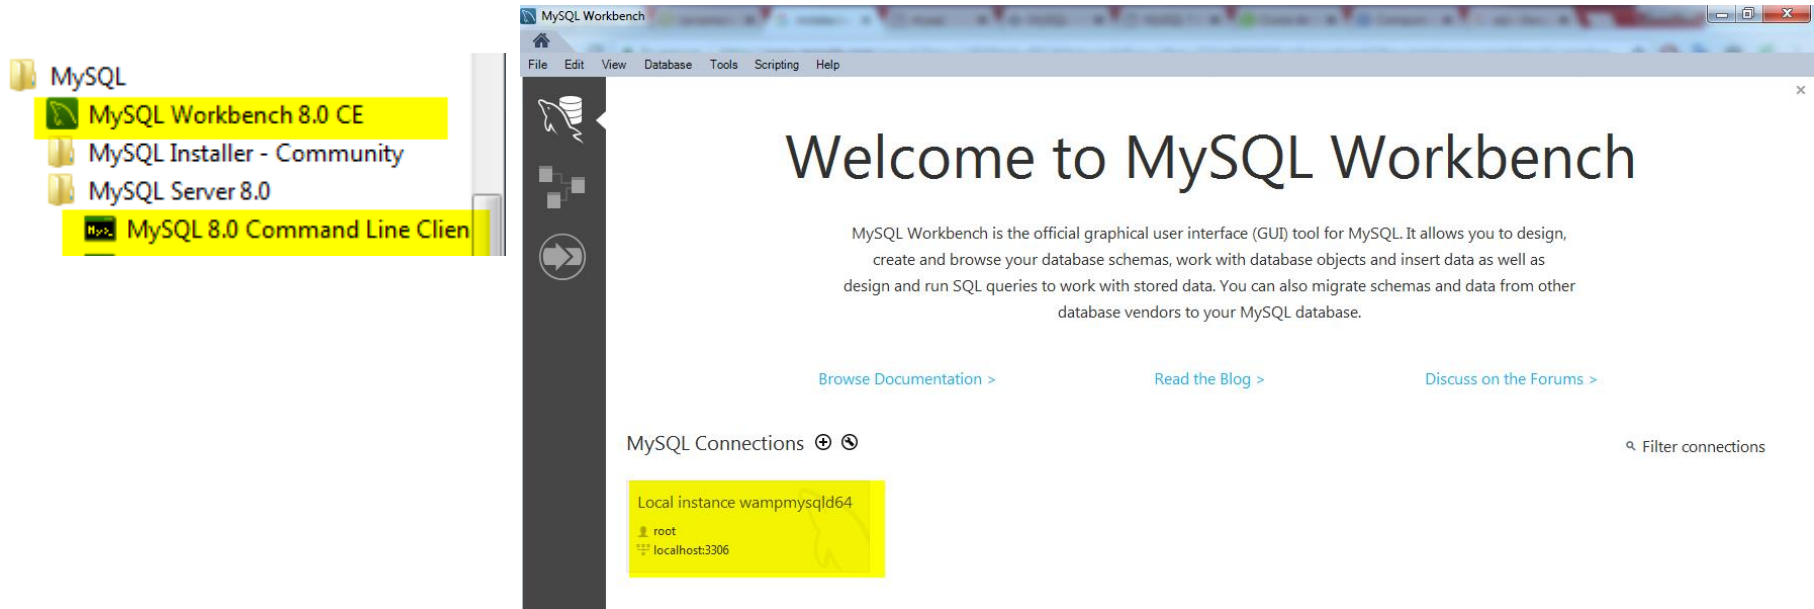 MySQL
MySQL Workbench 8.0 CE
MySQL Installer - Community
MySQL Server 8.0
MySQL 8.0 Command Line Clien
MySQL Workbench
File Edit View Database Tools Scripting Help
Welcome to MySQL Workbench
MySQL Workbench is the official graphical user interface (GUI) tool for MySQL. It allows you to design,
create and browse your database schemas, work with database objects and insert data as well as
design and run SQL queries to work with stored data. You can also migrate schemas and data from other
database vendors to your MySQL database.
Browse Documentation > Read the Blog > Discuss on the Forums >
MySQL Connections
Filter connections
Local instance wampmysqld64
root
localhost:3306